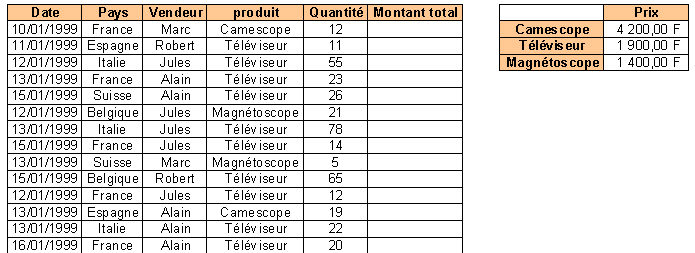 Date Pays Vendeur produit Quantité Montant total
10/01/1999 France Marc Camescope 12
11/01/1999 Espagne Robert Téléviseur 11
12/01/1999 Italie Jules Téléviseur 55
13/01/1999 France Alain Téléviseur 23
15/01/1999 Suisse Alain Téléviseur 26
12/01/1999 Belgique Jules Magnétoscope 21
13/01/1999 Italie Jules Téléviseur 78
15/01/1999 France Jules Téléviseur 14
13/01/1999 Suisse Marc Magnétoscope 5
15/01/1999 Belgique Robert Téléviseur 65
12/01/1999 France Jules Téléviseur 12
13/01/1999 Espagne Alain Camescope 19
13/01/1999 Italie Alain Téléviseur 22
16/01/1999 France Alain Téléviseur 20
Prix
Camescope 4 200,00 F
Téléviseur 1 900,00 F
Magnétoscope 1 400,00 F